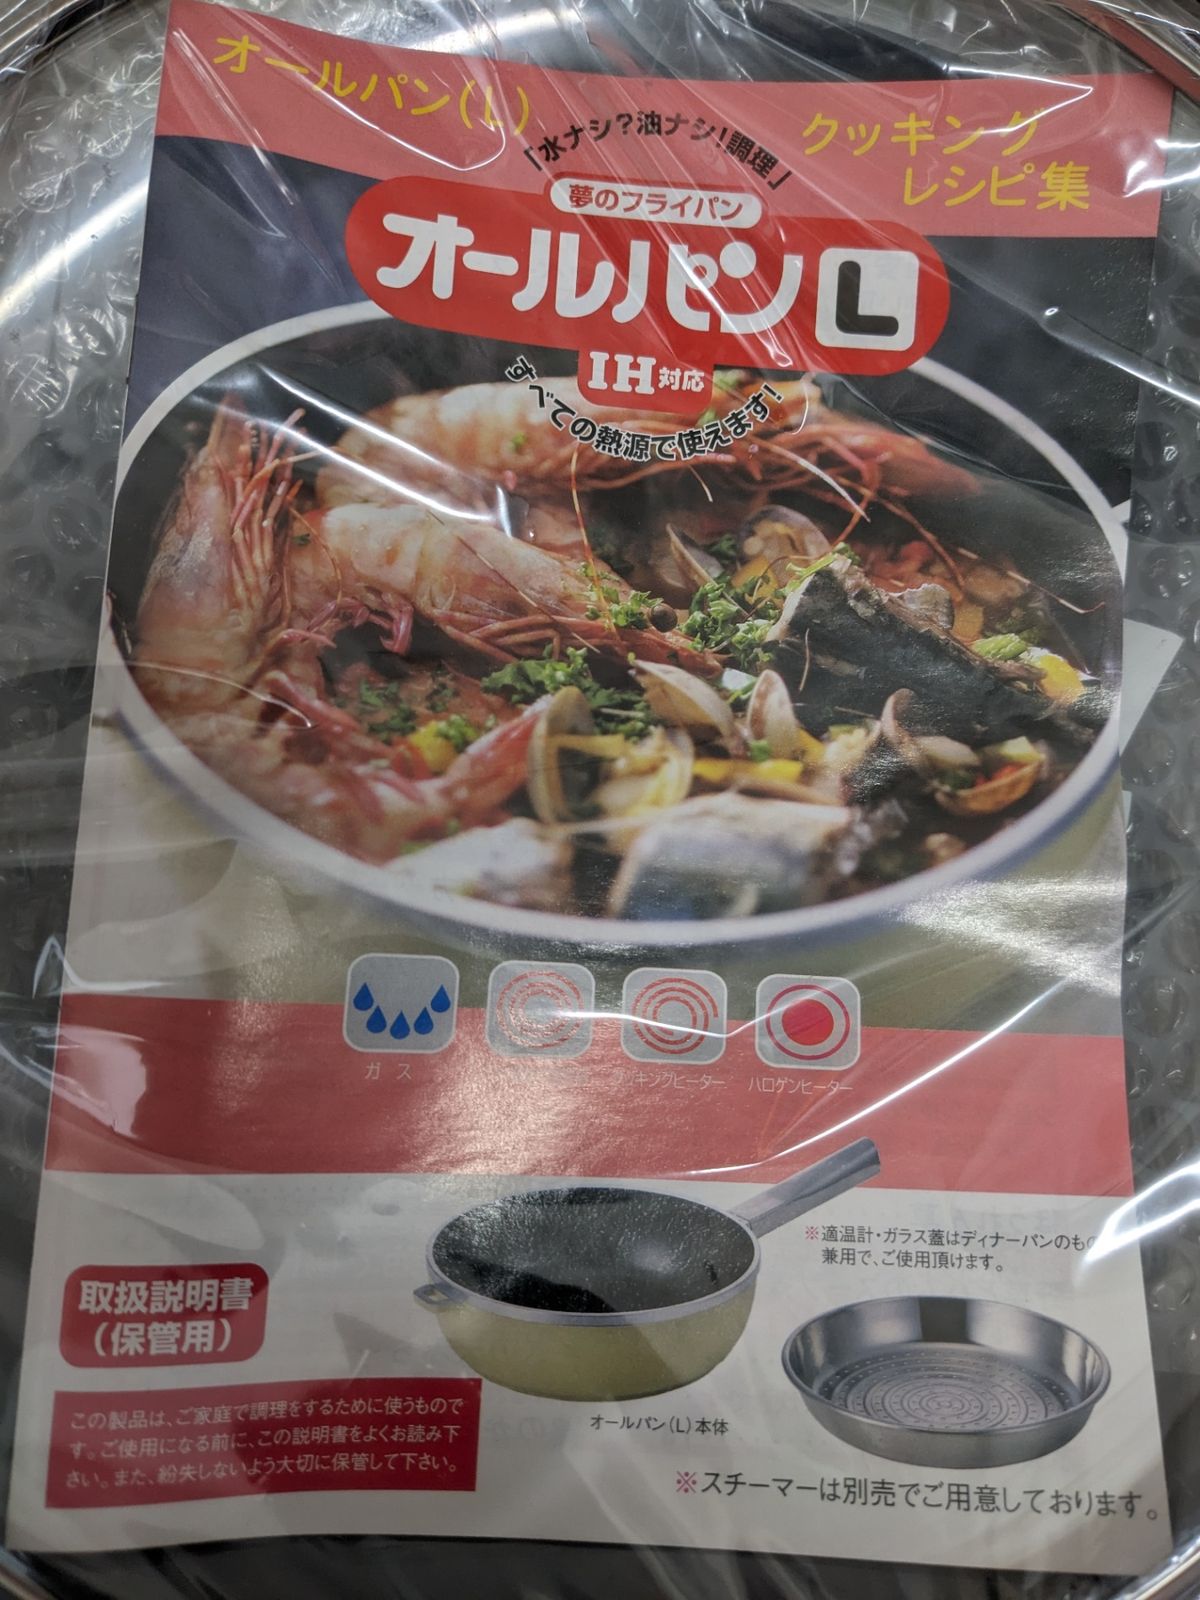 オールパン(L)
クッキング
レシピ集
「水ナシ?油ナシ!調理」
夢のフライパン
オールパン L
IH対応
すべての熱源で使えます!
ガス
ッキングヒーター
ハロゲンヒーター
※適温計・ガラス蓋はディナーパンのもの
兼用で、ご使用頂けます。
取扱説明書
(保管用)
この製品は、ご家庭で調理をするために使うもので
す。ご使用になる前に、この説明書をよくお読み下
さい。また、紛失しないよう大切に保管して下さい。
オールパン(L)本体
※スチーマーは別売でご用意しております。